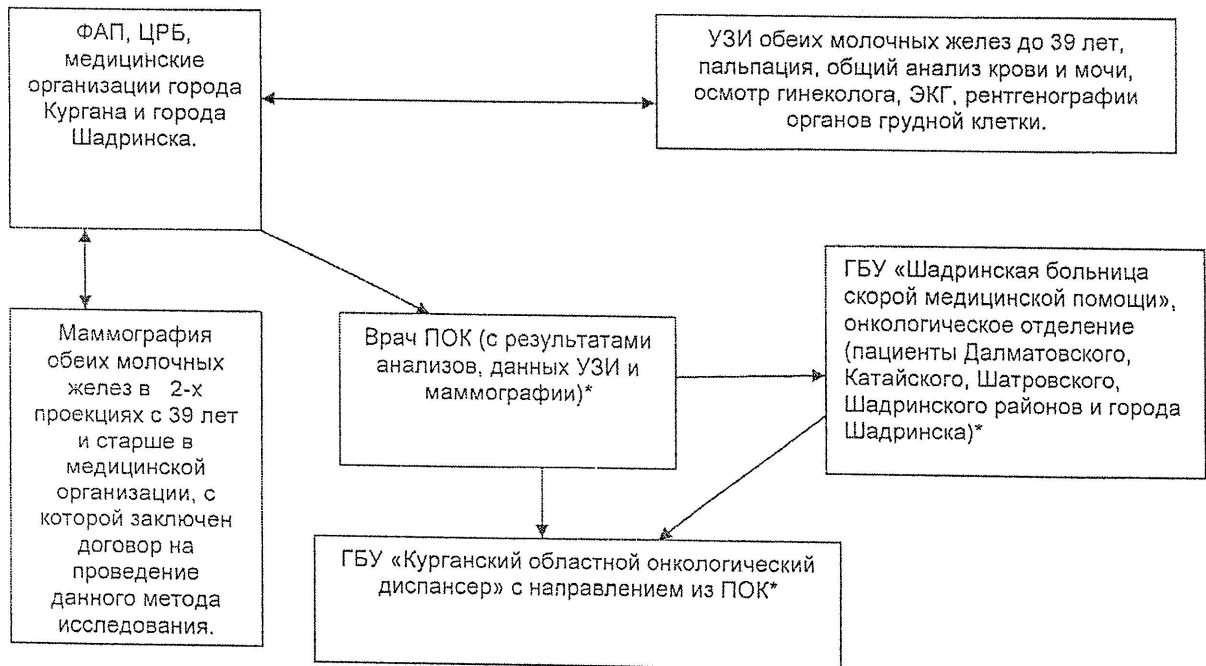 ФАП, ЦРБ,
медицинские
организации города
Кургана и города
Шадринска.
УЗИ обеих молочных желез до 39 лет,
пальпация, общий анализ крови и мочи,
осмотр гинеколога, ЭКГ, рентгенографии
органов грудной клетки.
Маммография
обеих молочных
желез в 2-х
проекциях с 39 лет
и старше в
медицинской
организации, с
которой заключен
договор на
проведение
данного метода
исследования.
Врач ПОК (с результатами
анализов, данных УЗИ и
маммографии)*
ГБУ «Шадринская больница
скорой медицинской помощи»,
онкологическое отделение
(пациенты Далматовского,
Катайского, Шатровского,
Шадринского районов и города
Шадринска)*
ГБУ «Курганский областной онкологический
диспансер» с направлением из ПОК*